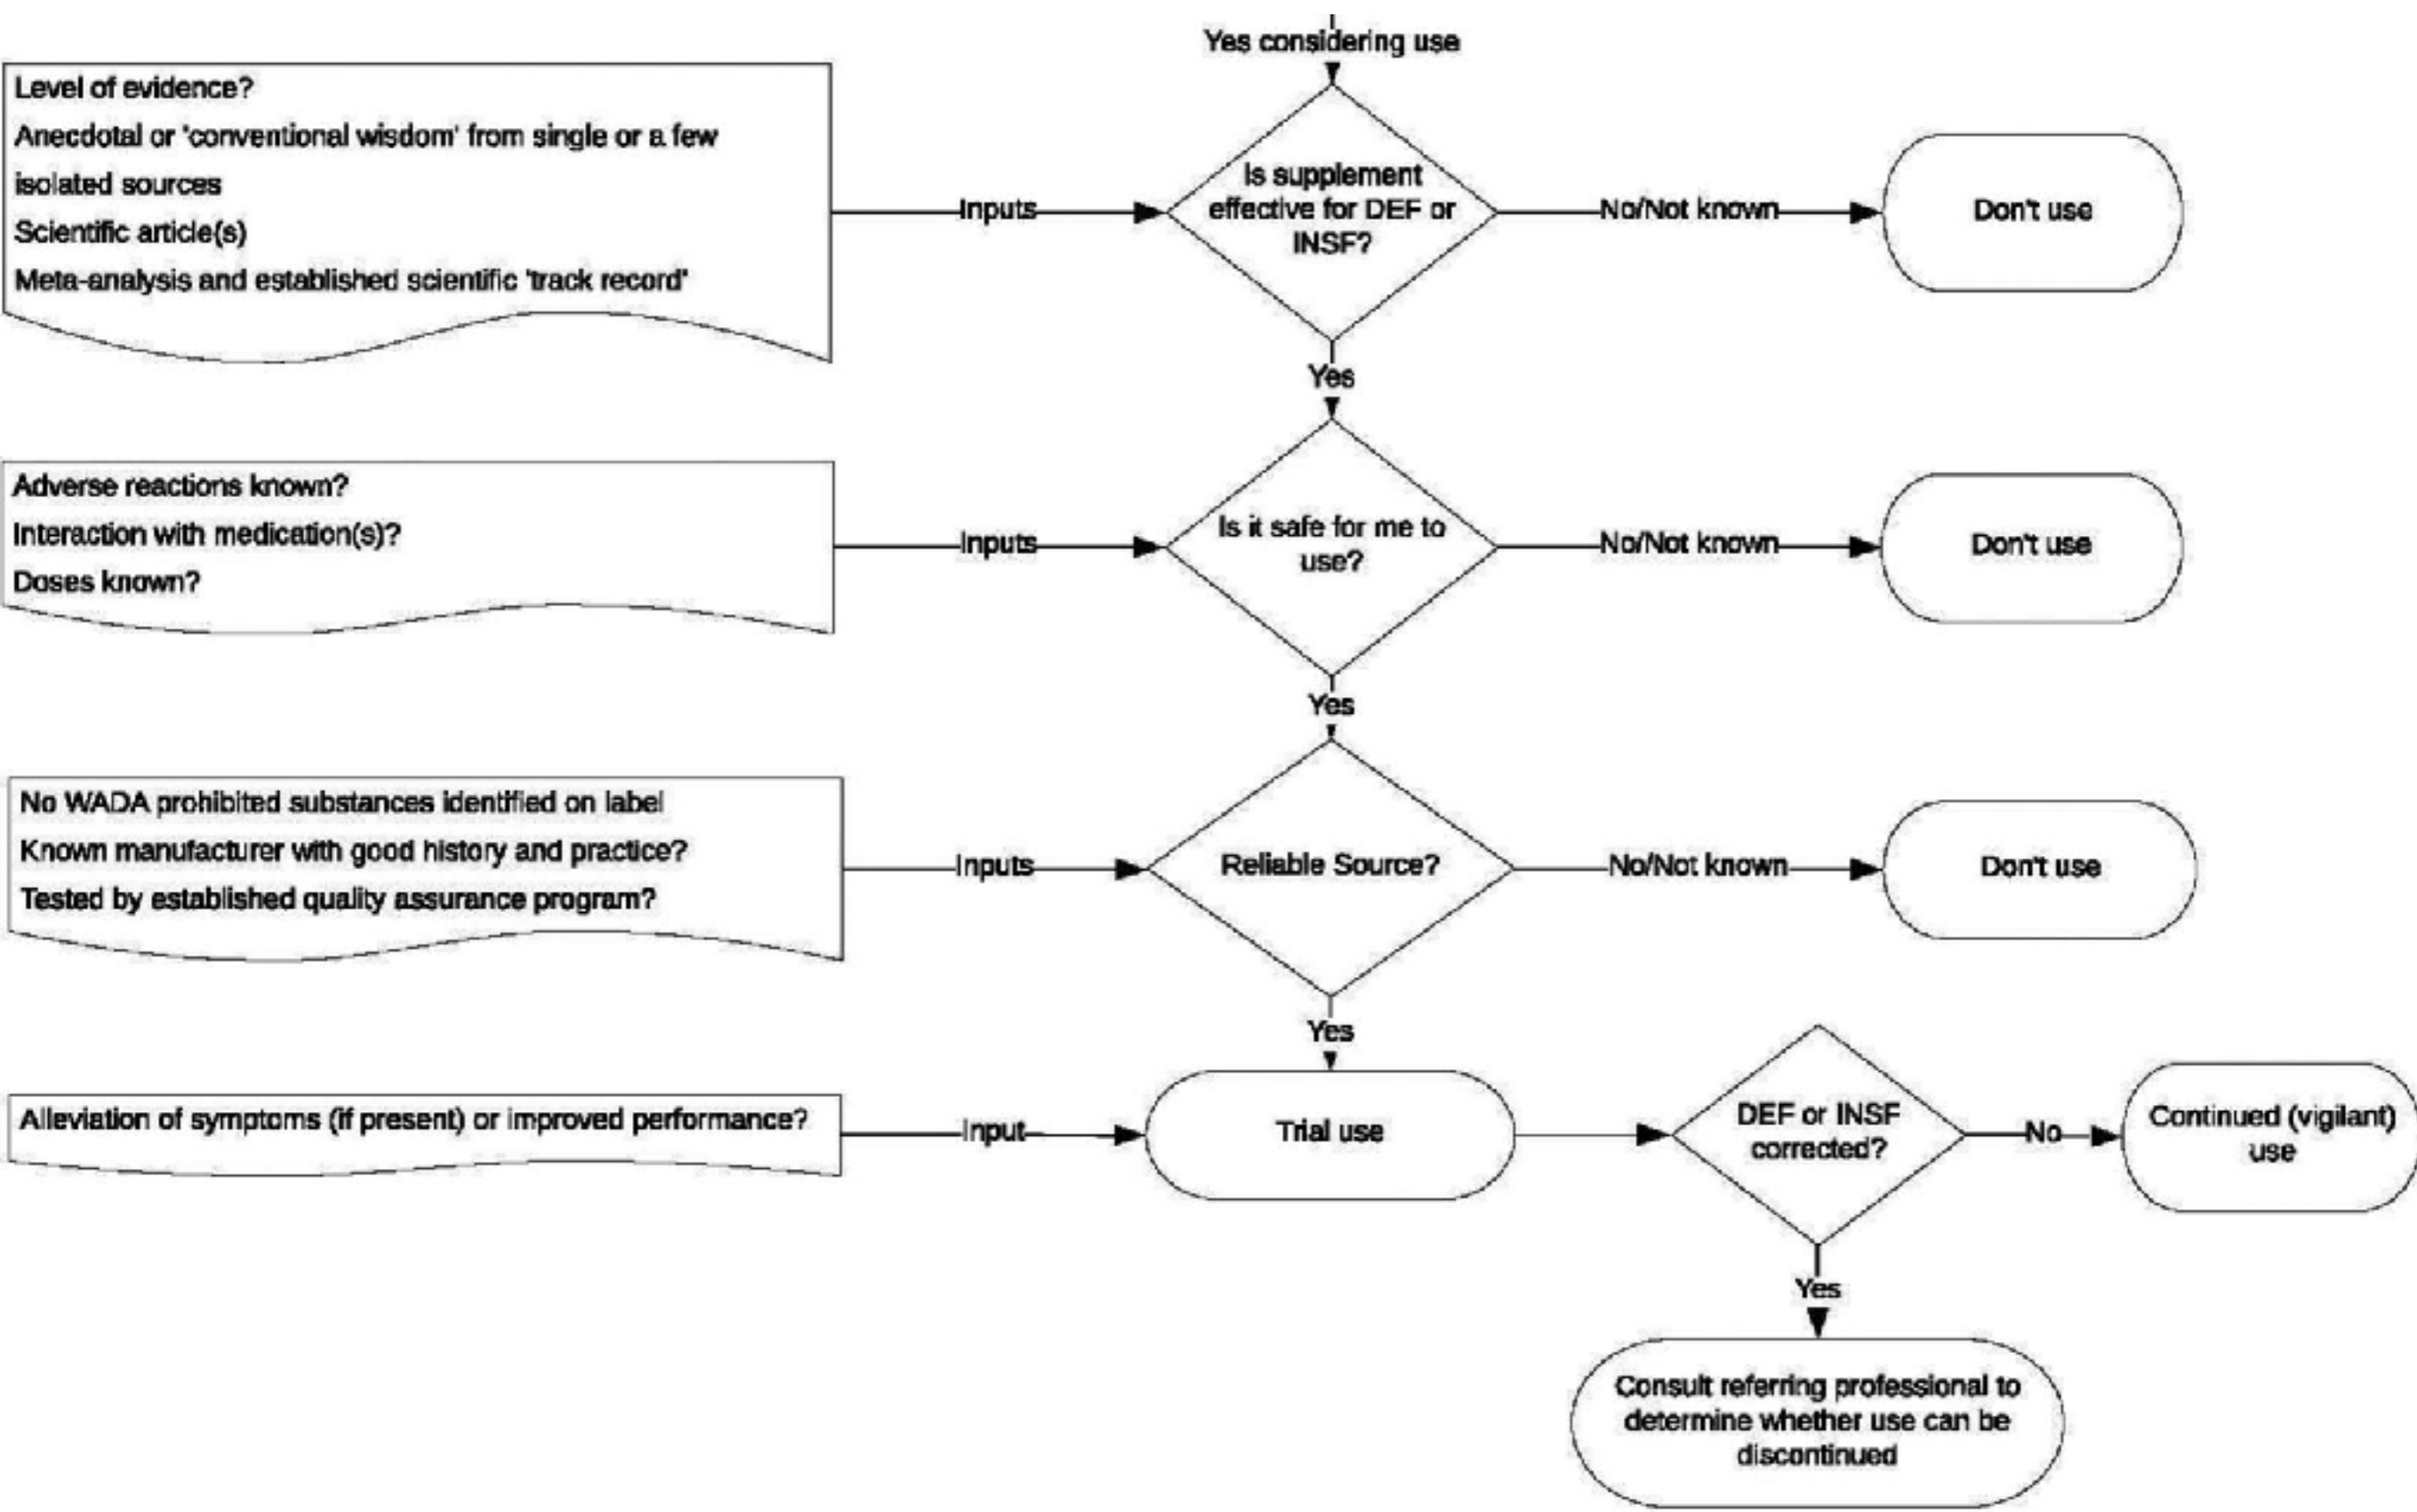 Yes considering use
Level of evidence?
Anecdotal or 'conventional wisdom' from single or a few
isolated sources
Scientific article(s)
Meta-analysis and established scientific 'track record'
Inputs
Is supplement
effective for DEF or
INSF?
No/Not known
Don't use
Yes
Adverse reactions known?
Interaction with medication(s)?
Doses known?
Inputs
Is it safe for me to
use?
No/Not known
Don't use
Yes
No WADA prohibited substances identified on label
Known manufacturer with good history and practice?
Tested by established quality assurance program?
Inputs
Reliable Source?
No/Not known
Don't use
Yes
Alleviation of symptoms (if present) or improved performance?
Input
Trial use
DEF or INSF
corrected?
No
Continued (vigilant)
use
Yes
Consult referring professional to
determine whether use can be
discontinued